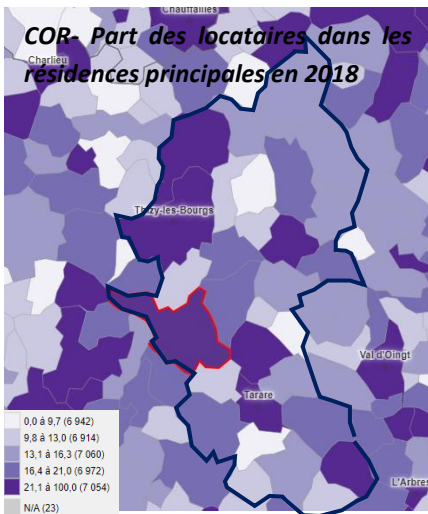 Chauffailles
COR- Part des locataires dans les
Charlieu
résidences principales en 2018
Thizy-les-Bourgs
Val d'Oingt
Tarare
0,0 à 9,7 (6 942)
9,8 à 13,0 (6 914)
13,1 à 16,3 (7 060)
16,4 à 21,0 (6 972)
21,1 à 100,0 (7 054)
N/A (23)
L'Arbres